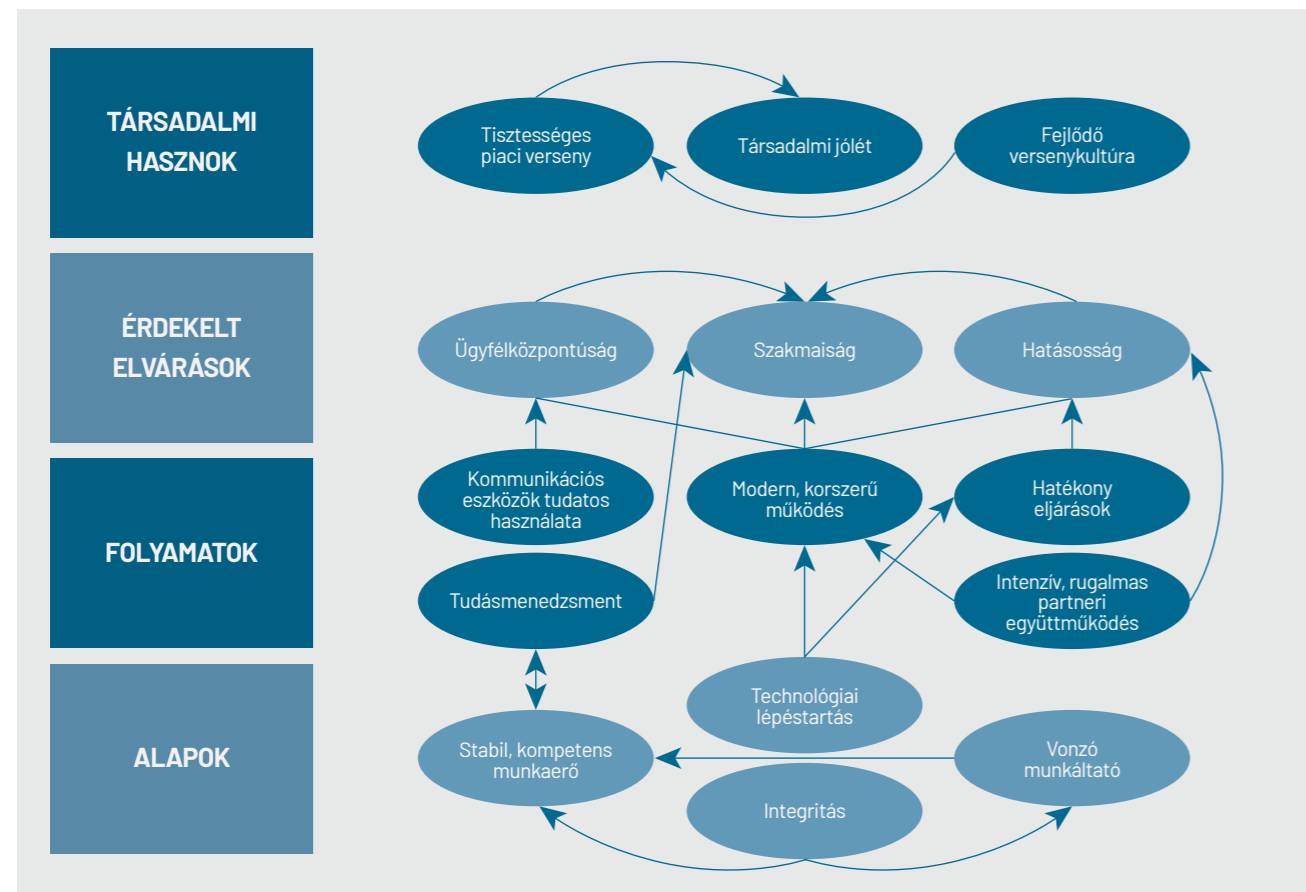 TÁRSADALMI
HASZNOK
Tisztességes
piaci verseny
Társadalmi jólét
Fejlődő
versenykultúra
ÉRDEKELT
ELVÁRÁSOK
Ügyfélközpontúság
Szakmaiság
Hatásosság
FOLYAMATOK
Kommunikációs
eszközök tudatos
használata
Modern, korszerű
működés
Hatékony
eljárások
Tudásmenedzsment
Intenzív, rugalmas
partneri
együttműködés
ALAPOK
Technológiai
lépéstartás
Stabil, kompetens
munkaerő
Vonzó
munkáltató
Integritás